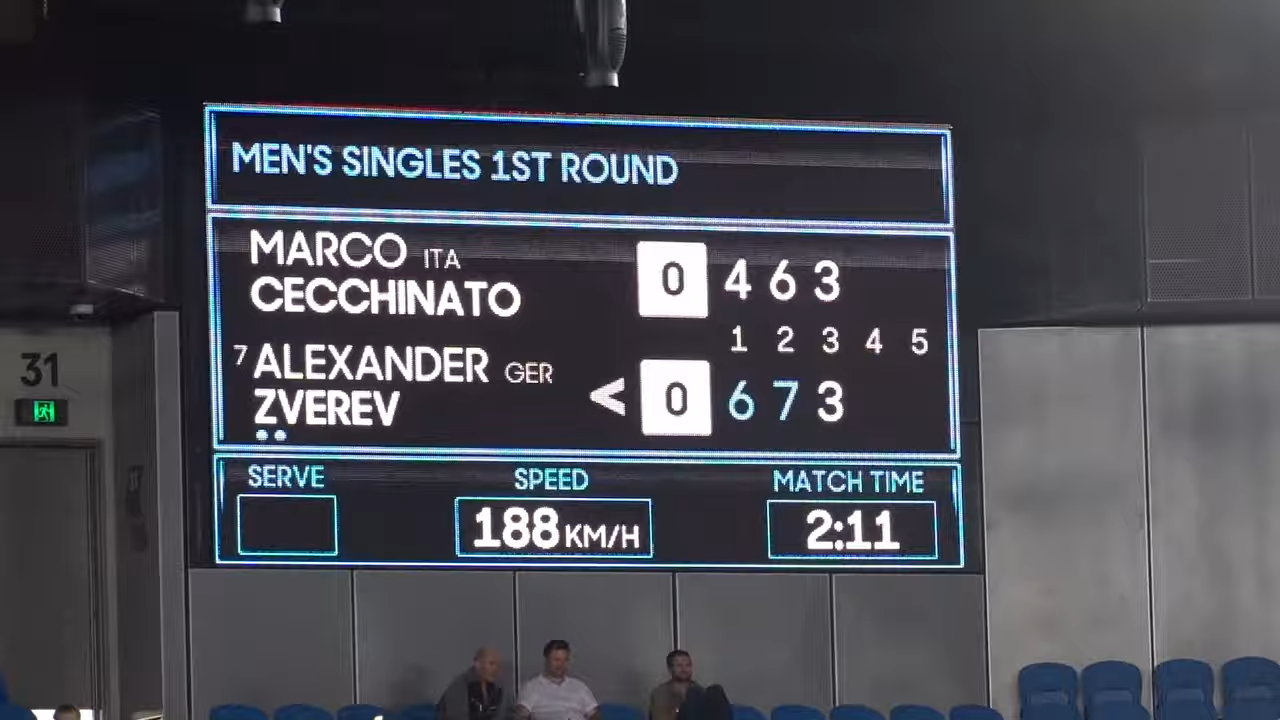 MEN'S SINGLES 1ST ROUND
MARCO ITA
CECCHINATO
0 4 6 3
1 2 3 4 5
7 ALEXANDER GER
ZVEREV
< 0 6 7 3
SERVE SPEED MATCH TIME
188 KM/H 2:11
31